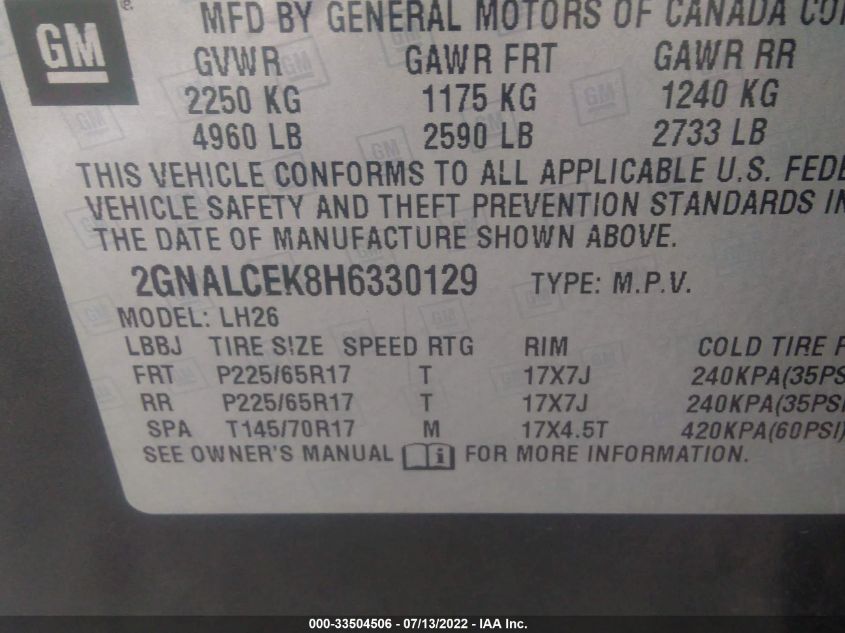 GM
MFD BY GENERAL MOTORS OF CANADA
GVWR GAWR FRT GAWR RR
2250 KG 1175 KG 1240 KG
4960 LB 2590 LB 2733 LB
THIS VEHICLE CONFORMS TO ALL APPLICABLE U.S.
VEHICLE SAFETY AND THEFT PREVENTION STANDARDS IN
THE DATE OF MANUFACTURE SHOWN ABOVE.
2GNALCEK8H6330129 TYPE: M.P.V.
MODEL: LH26
LBBJ TIRE SIZE SPEED RTG RIM COLD TIRE
FRT P225/65R17 T 17X7J 240KPA(35PSI
RR P225/65R17 T 17X7J 240KPA(35PSI
SPA T145/70R17 M 17X4.5T 420KPA(60PSI)
SEE OWNER'S MANUAL i FOR MORE INFORMATION.
000-33504506 - 07/13/2022 - IAA Inc.